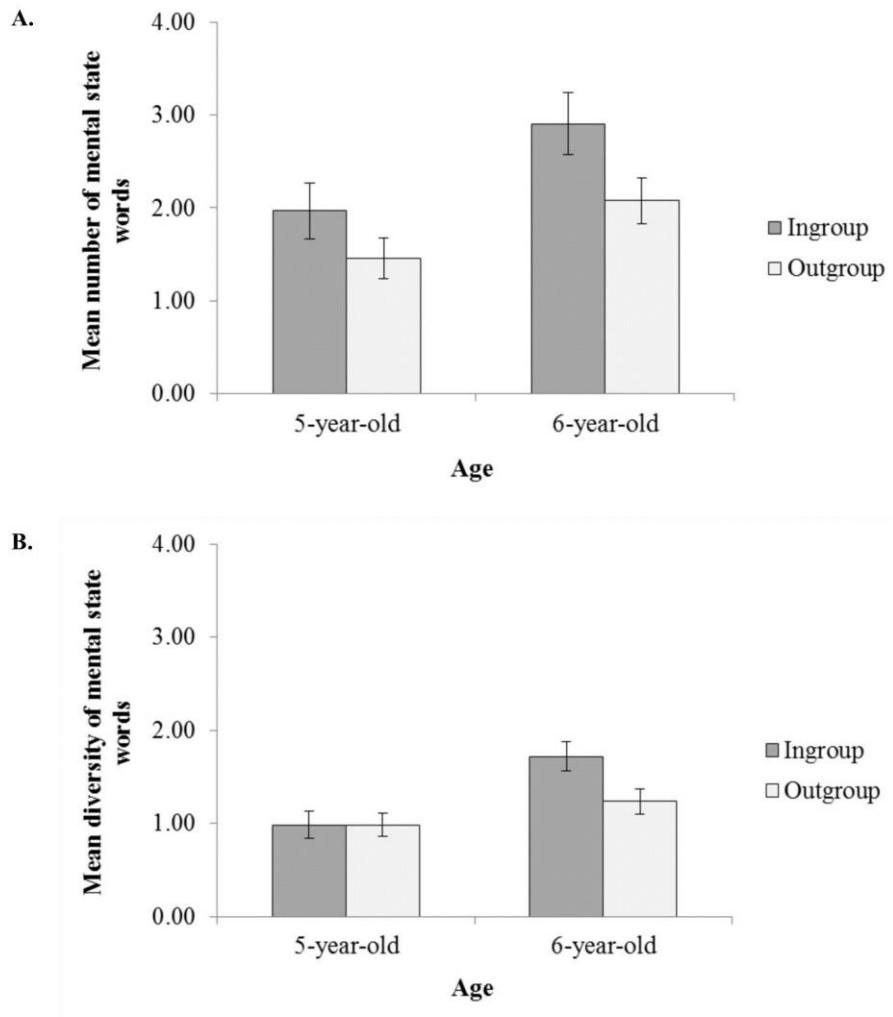 A.
4.00
3.00
2.00
1.00
0.00
Mean number of mental state
words
5-year-old
6-year-old
Age
Ingroup
Outgroup
B.
4.00
3.00
2.00
1.00
0.00
Mean diversity of mental state
words
5-year-old
6-year-old
Age
Ingroup
Outgroup